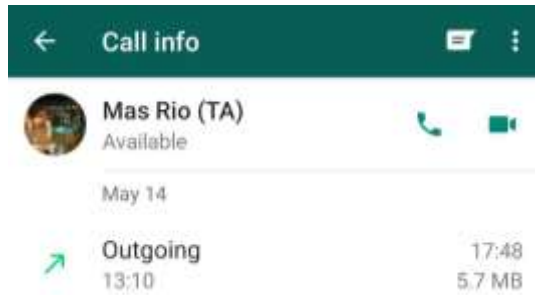 Call info
Mas Rio (TA)
Available
May 14
Outgoing 17:48
13:10 5.7 MB